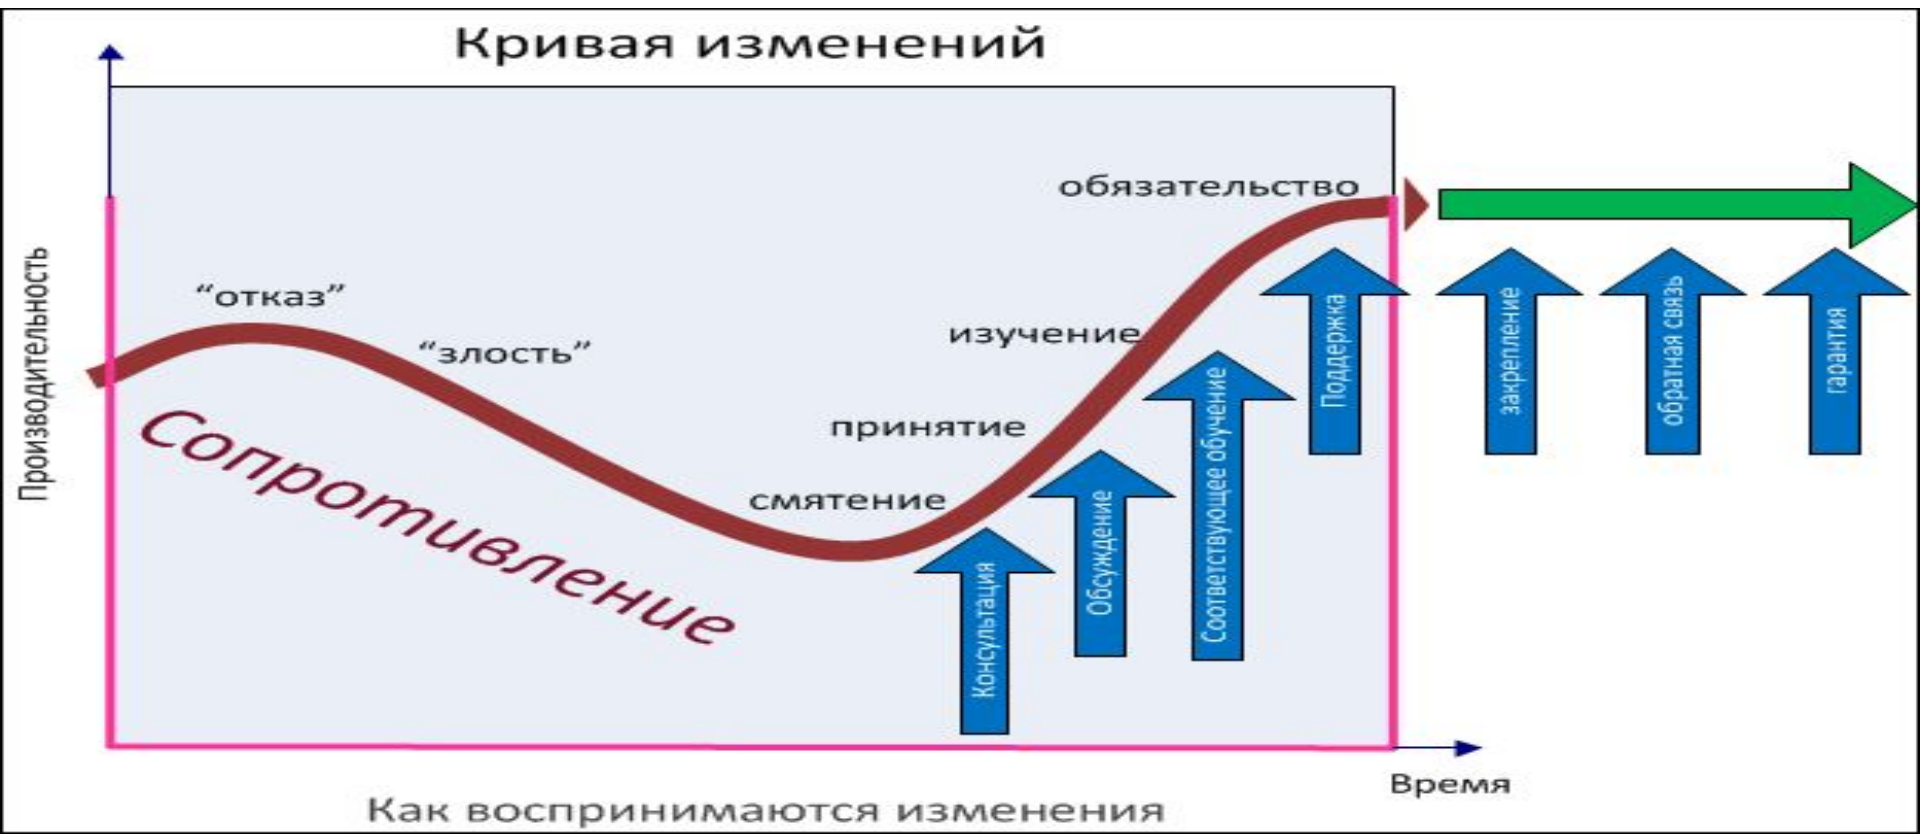 Кривая изменений
Производительность
обязательство
“отказ”
“злость”
изучение
принятие
смятение
Сопротивление
Консультация
Обсуждение
Соответствующее обучение
Поддержка
закрепление
обратная связь
гарантия
Время
Как воспринимаются изменения